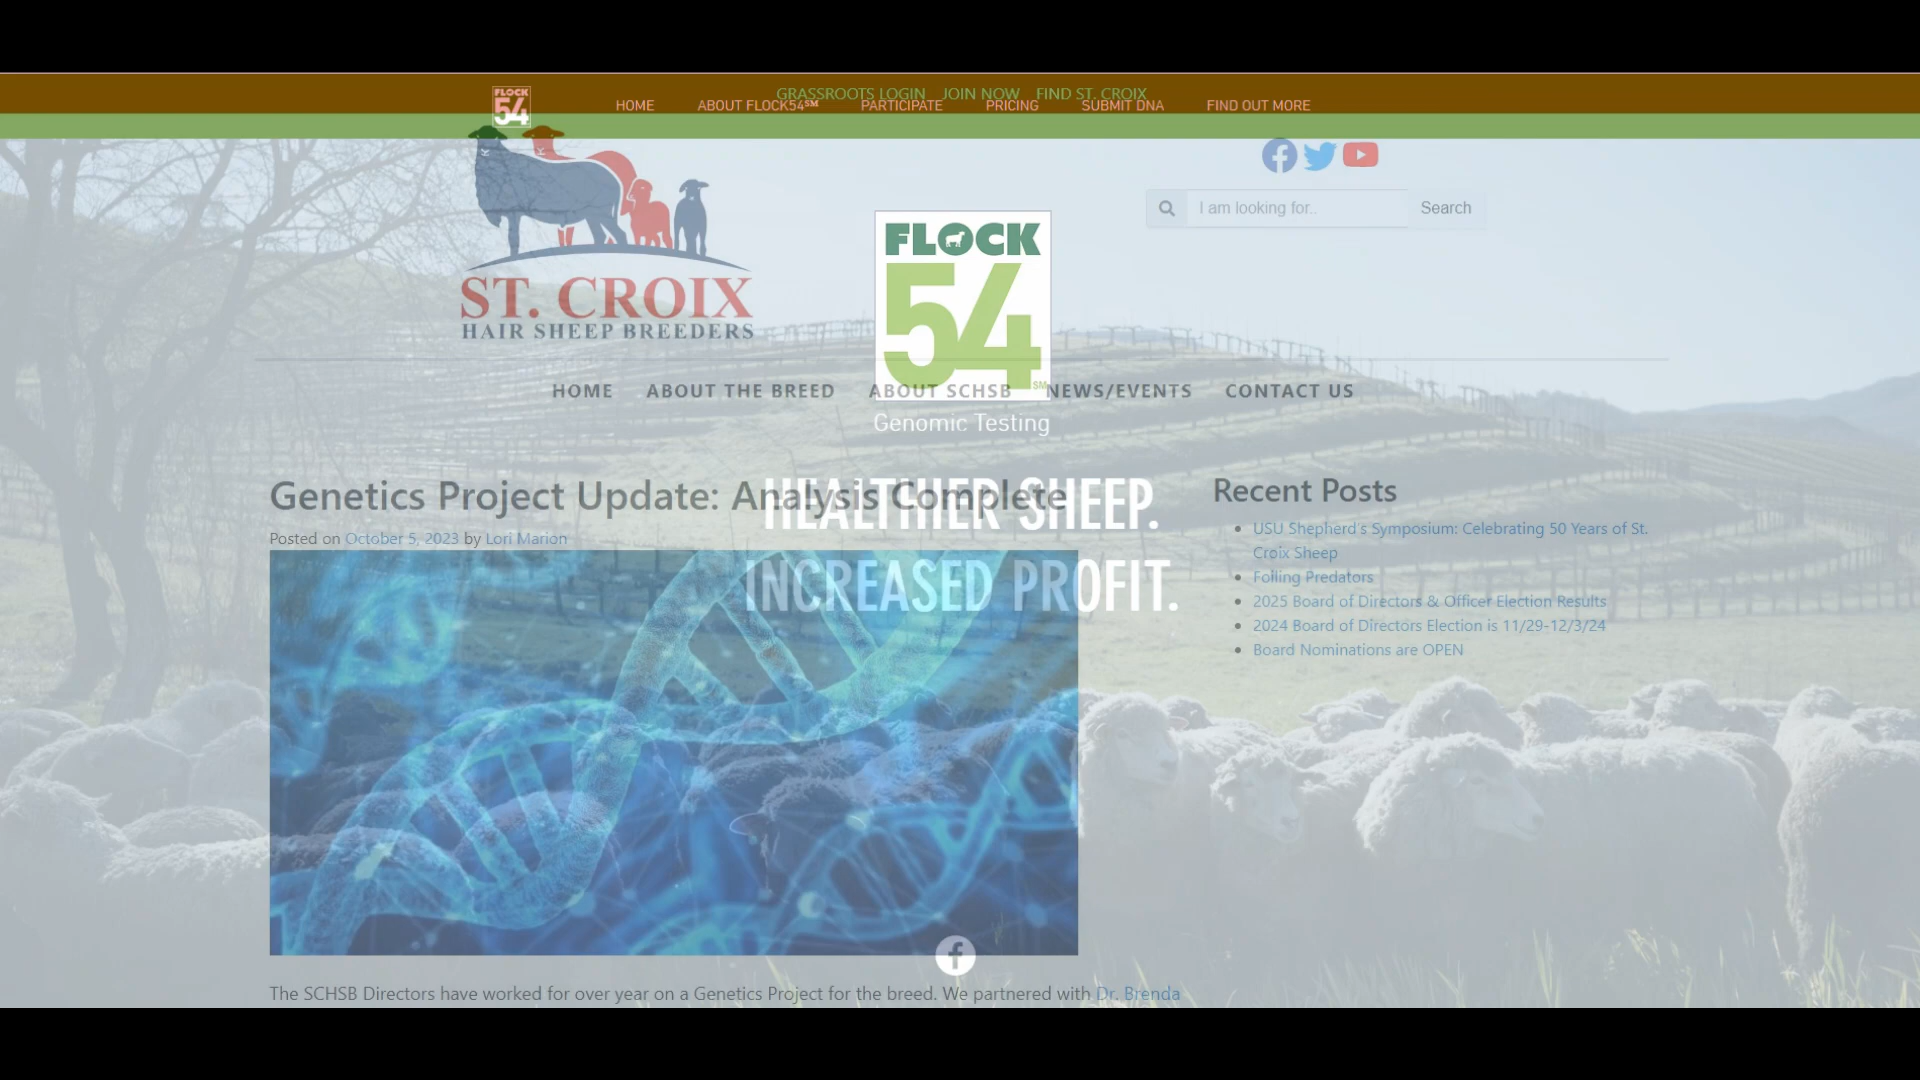 GRASSROOTS LOGIN JOIN NOW FIND ST. CROIX
FLOCK
54
HOME ABOUT FLOCK54℠ PARTICIPATE PRICING SUBMIT DNA FIND OUT MORE
I am looking for.. Search
ST. CROIX
HAIR SHEEP BREEDERS
FLOCK
54
SM
Genomic Testing
HOME ABOUT THE BREED ABOUT SCHSB NEWS/EVENTS CONTACT US
HEALTHIER SHEEP.
INCREASED PROFIT.
Genetics Project Update: Analysis Complete
Posted on October 5, 2023 by Lori Marion
Recent Posts
USU Shepherd's Symposium: Celebrating 50 Years of St.
Croix Sheep
Foiling Predators
2025 Board of Directors & Officer Election Results
2024 Board of Directors Election is 11/29-12/3/24
Board Nominations are OPEN
The SCHSB Directors have worked for over year on a Genetics Project for the breed. We partnered with Dr. Brenda